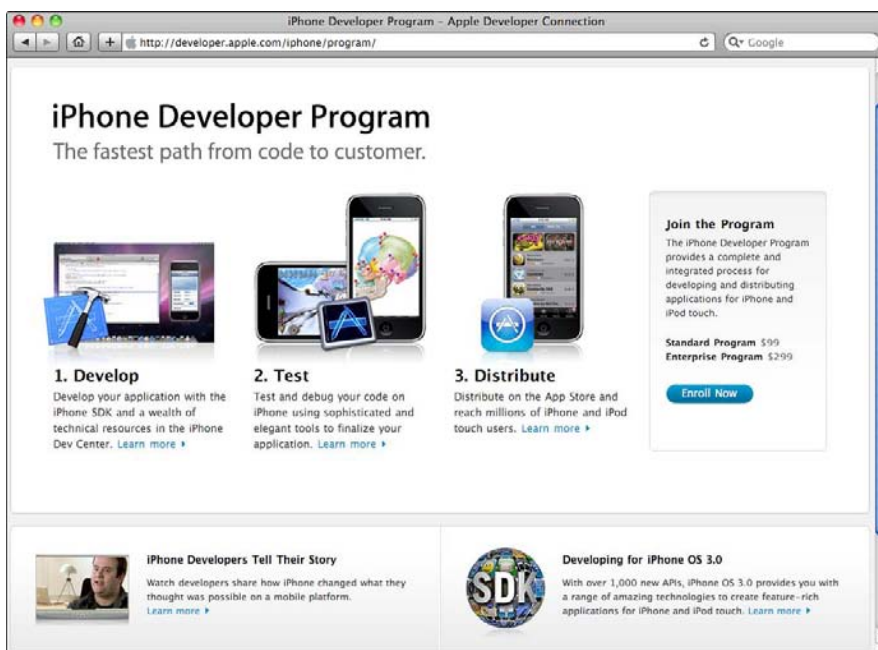 iPhone Developer Program – Apple Developer Connection
http://developer.apple.com/iphone/program/
Google
iPhone Developer Program
The fastest path from code to customer.
1. Develop
Develop your application with the
iPhone SDK and a wealth of
technical resources in the iPhone
Dev Center. Learn more
2. Test
Test and debug your code on
iPhone using sophisticated and
elegant tools to finalize your
application. Learn more
3. Distribute
Distribute on the App Store and
reach millions of iPhone and iPod
touch users. Learn more
Join the Program
The iPhone Developer Program
provides a complete and
integrated process for
developing and distributing
applications for iPhone and
iPod touch.
Standard Program $99
Enterprise Program $299
Enroll Now
iPhone Developers Tell Their Story
Watch developers share how iPhone changed what they
thought was possible on a mobile platform.
Learn more
SDK
Developing for iPhone OS 3.0
With over 1,000 new APIs, iPhone OS 3.0 provides you with
a range of amazing technologies to create feature-rich
applications for iPhone and iPod touch. Learn more